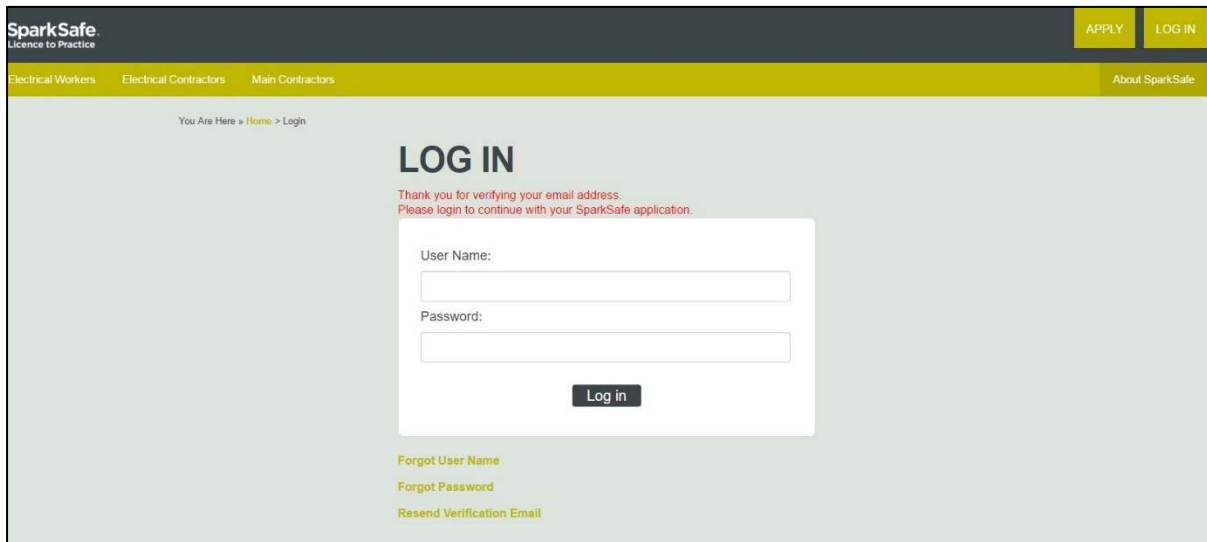 SparkSafe.
Licence to Practice
APPLY
LOG IN
Electrical Workers
Electrical Contractors
Main Contractors
About SparkSafe
You Are Here » Home > Login
LOG IN
Thank you for verifying your email address.
Please login to continue with your SparkSafe application.
User Name:
Password:
Log in
Forgot User Name
Forgot Password
Resend Verification Email